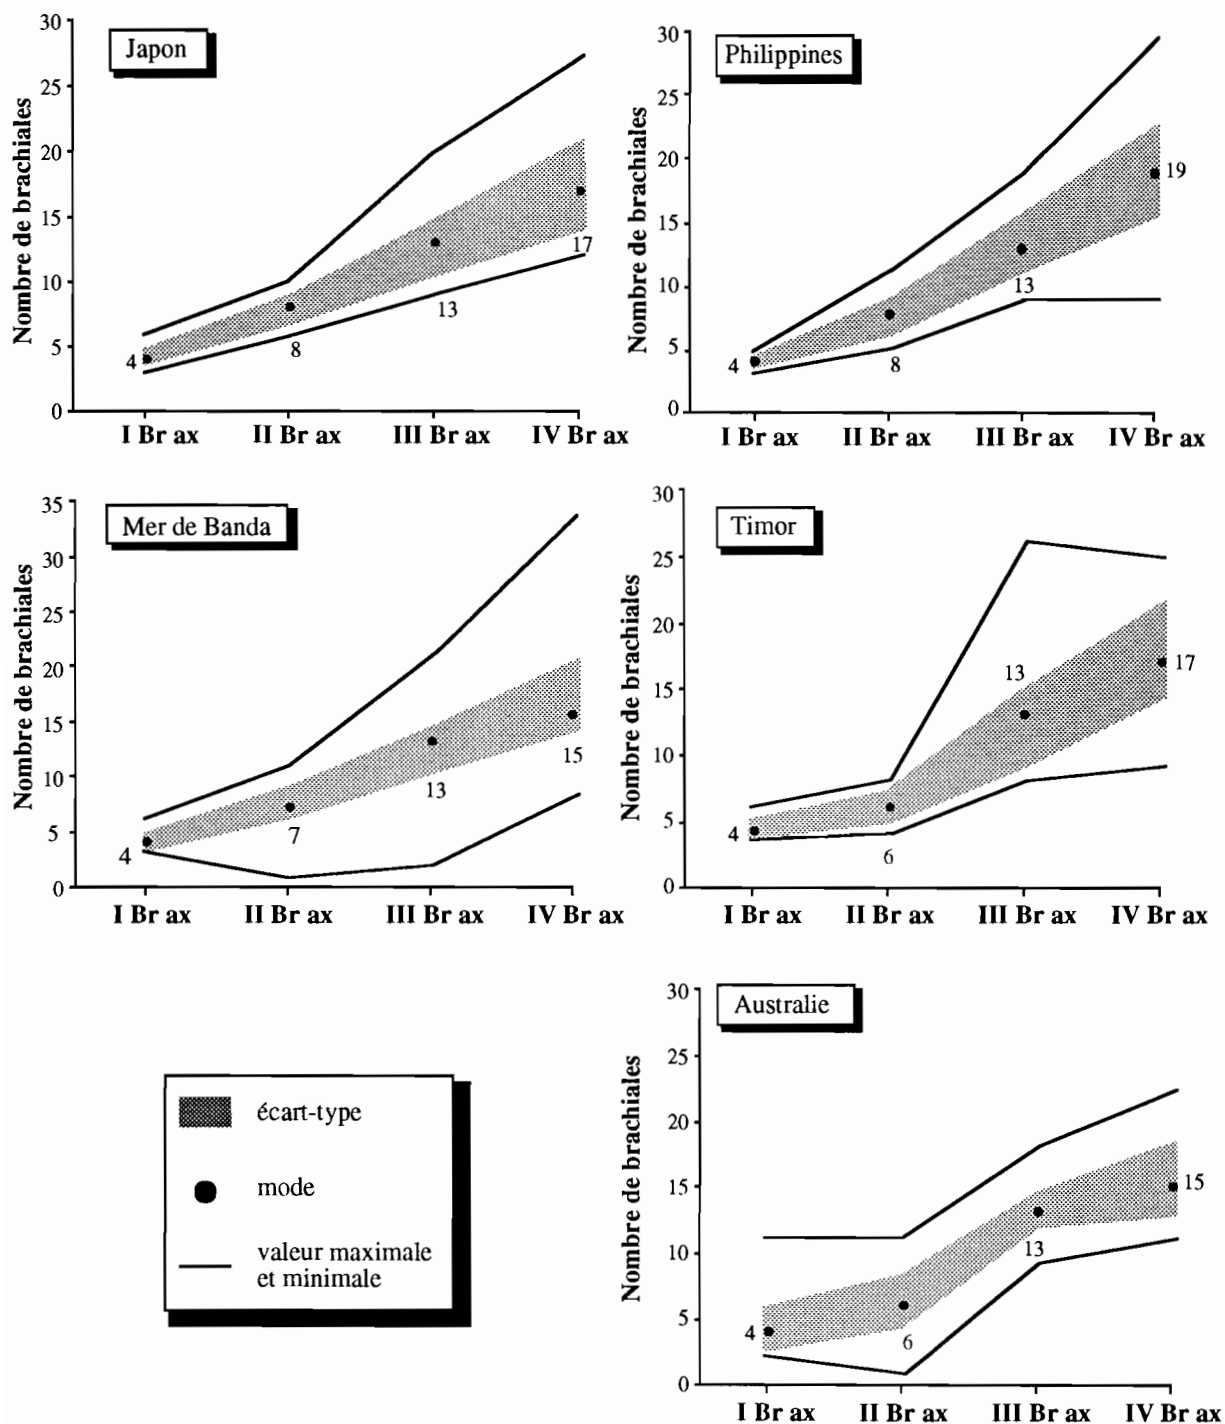 Japon
Nombre de brachiales
30
25
20
15
10
5
0
4
8
13
17
I Br ax
II Br ax
III Br ax
IV Br ax
Philippines
Nombre de brachiales
30
25
20
15
10
5
0
4
8
13
19
I Br ax
II Br ax
III Br ax
IV Br ax
Mer de Banda
Nombre de brachiales
35
30
25
20
15
10
5
0
4
7
13
15
I Br ax
II Br ax
III Br ax
IV Br ax
Timor
Nombre de brachiales
30
25
20
15
10
5
0
4
6
13
17
I Br ax
II Br ax
III Br ax
IV Br ax
écart-type
mode
valeur maximale
et minimale
Australie
Nombre de brachiales
30
25
20
15
10
5
0
4
6
13
15
I Br ax
II Br ax
III Br ax
IV Br ax